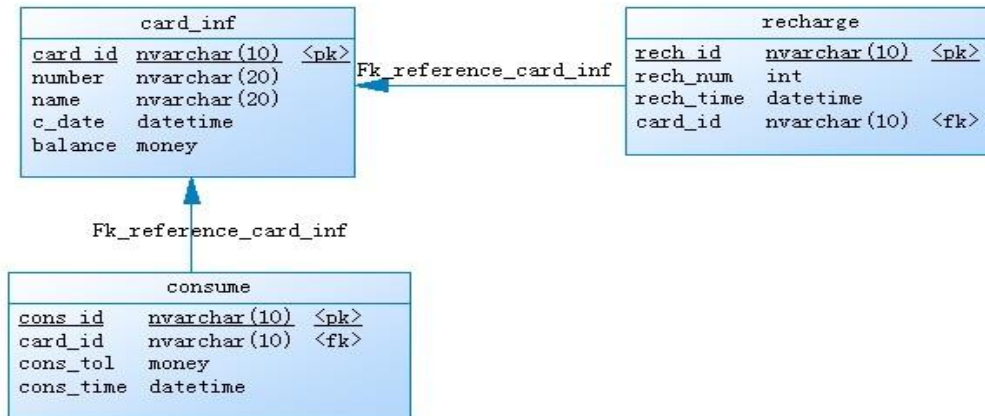 card_inf
card_id nvarchar(10) <pk>
number nvarchar(20)
name nvarchar(20)
c_date datetime
balance money
Fk_reference_card_inf
recharge
rech_id nvarchar(10) <pk>
rech_num int
rech_time datetime
card_id nvarchar(10) <fk>
Fk_reference_card_inf
consume
cons_id nvarchar(10) <pk>
card_id nvarchar(10) <fk>
cons_tol money
cons_time datetime